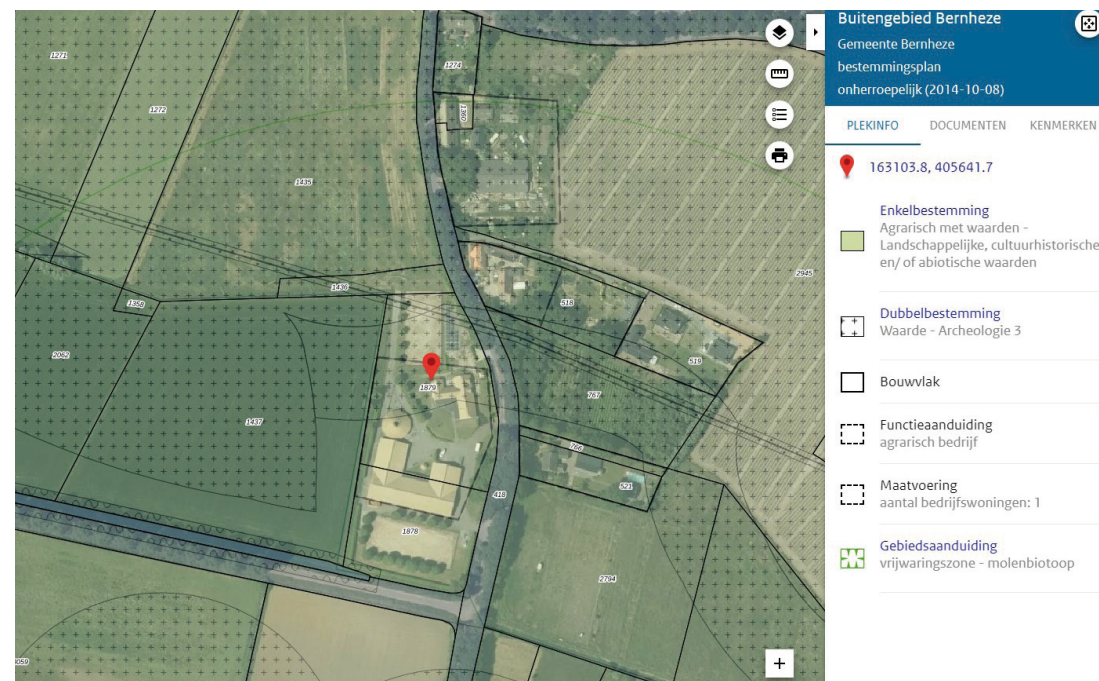 1271
1272
1274
1360
1435
2945
1436
1358
518
519
2062
1879
767
1437
766
521
418
1878
2794
3059
Buitengebied Bernheze
Gemeente Bernheze
bestemmingsplan
onherroepelijk (2014-10-08)
PLEKINFO DOCUMENTEN KENMERKEN
163103.8, 405641.7
Enkelbestemming
Agrarisch met waarden -
Landschappelijke, cultuurhistorische
en/ of abiotische waarden
Dubbelbestemming
Waarde - Archeologie 3
Bouwvlak
Functieaanduiding
agrarisch bedrijf
Maatvoering
aantal bedrijfswoningen: 1
Gebiedsaanduiding
vrijwaringszone - molenbiotoop